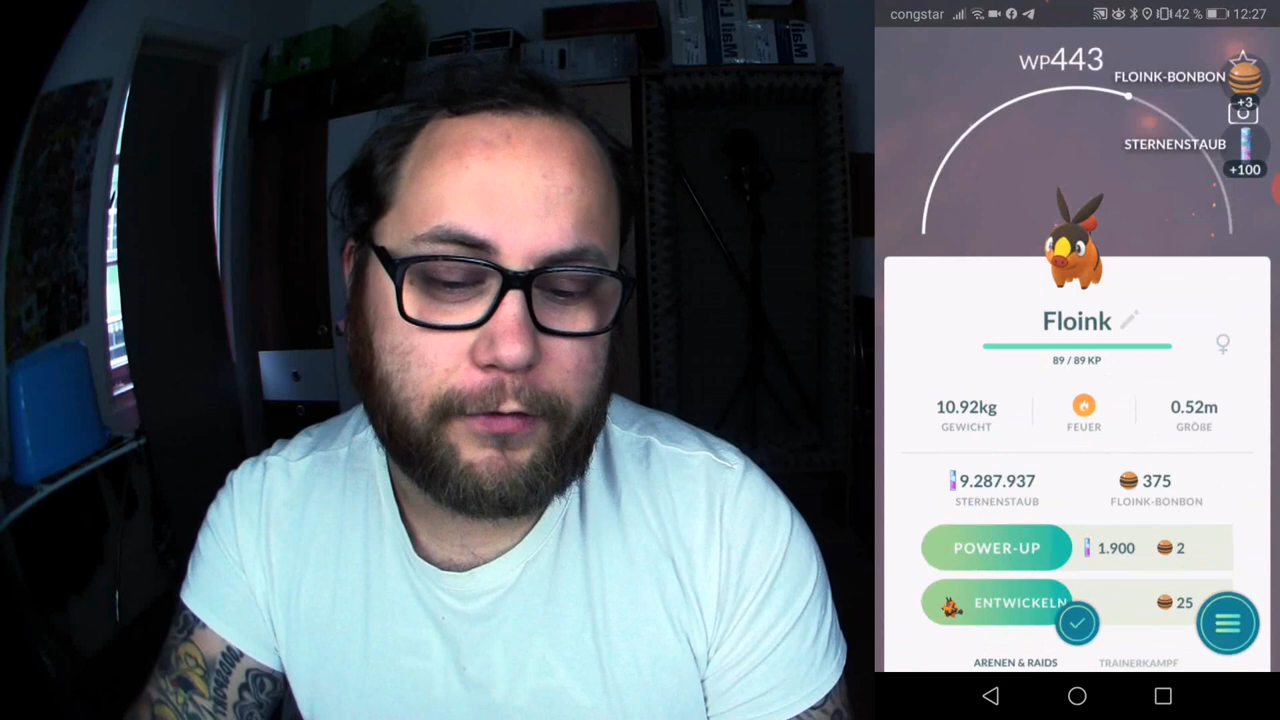 congstar 42 % 12:27
WP443
FLOINK-BONBON
+3
STERNENSTAUB
+100
Floink
89 / 89 KP
10.92kg
GEWICHT
FEUER
0.52m
GRÖßE
9.287.937
STERNENSTAUB
375
FLOINK-BONBON
POWER-UP 1.900 2
ENTWICKELN 25
ARENEN & RAIDS TRAINERKAMPF